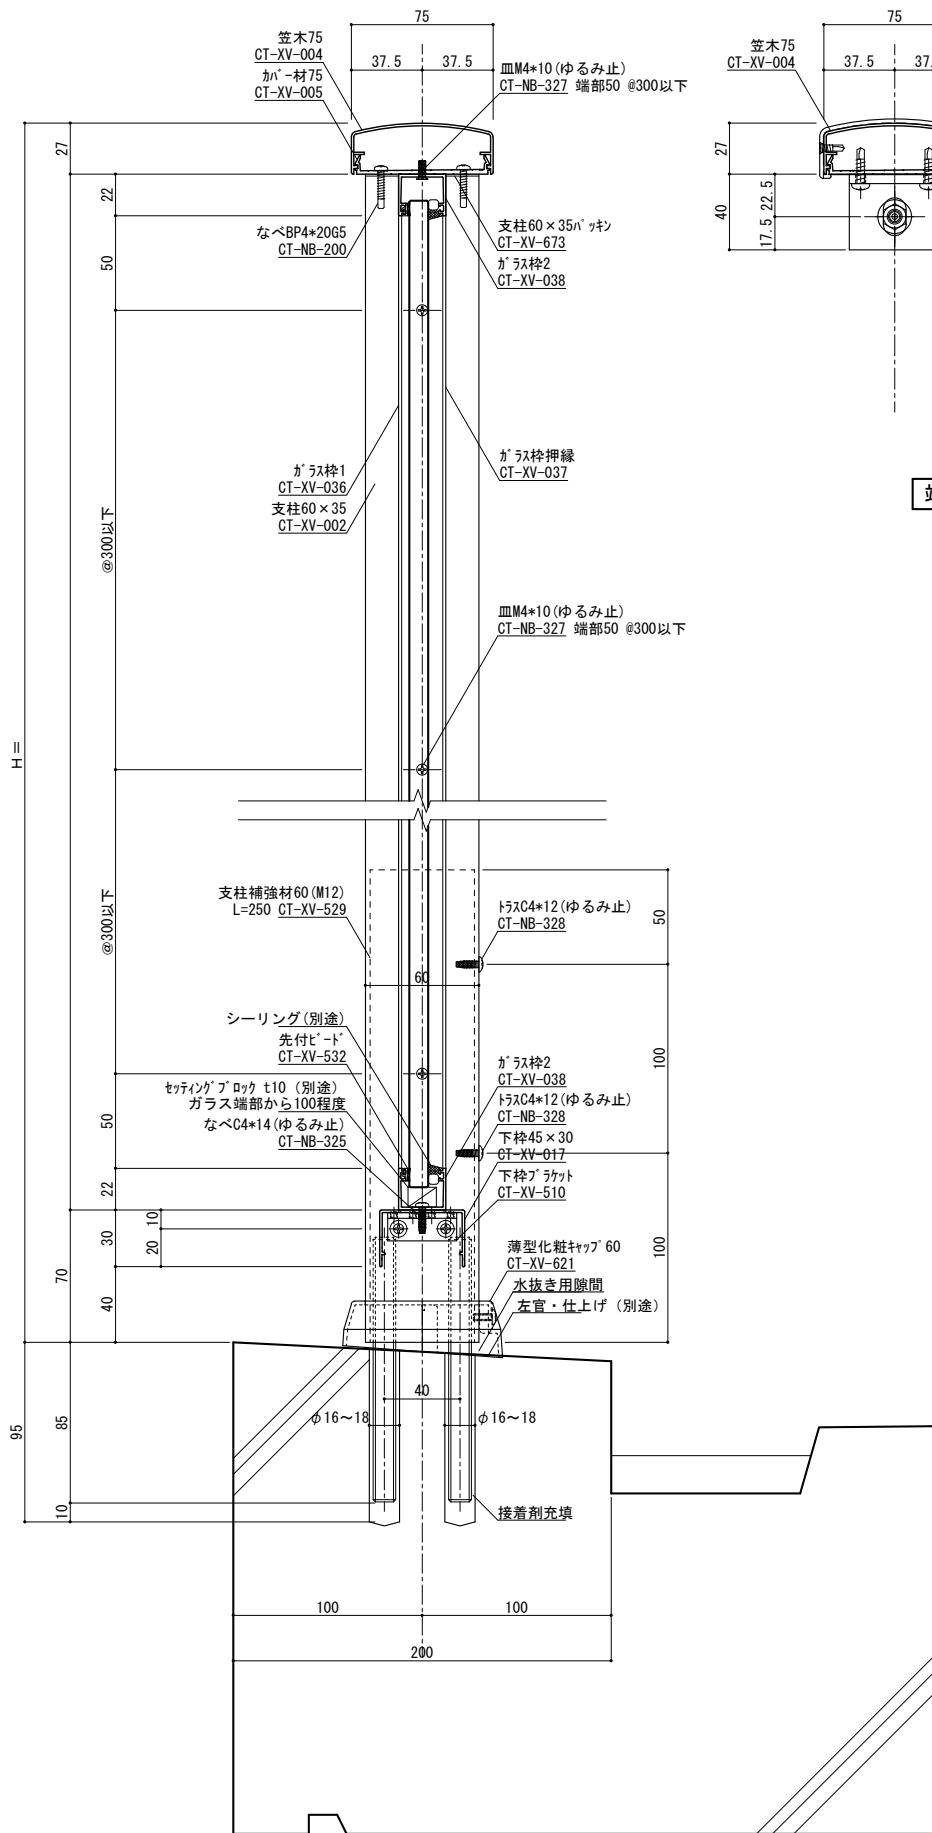 75
37.5 37.5
笠木75
CT-XV-004
ｶﾊﾞｰ材75
CT-XV-005
皿M4*10(ゆるみ止)
CT-NB-327 端部50 @300以下
27
22
50
なべBP4*20G5
CT-NB-200
支柱60×35ﾊﾟｯｷﾝ
CT-XV-673
ｶﾞﾗｽ枠2
CT-XV-038
75
37.5
笠木75
CT-XV-004
27
40
22.5
17.5
ｶﾞﾗｽ枠1
CT-XV-036
支柱60×35
CT-XV-002
ｶﾞﾗｽ枠押縁
CT-XV-037
@300以下
皿M4*10(ゆるみ止)
CT-NB-327 端部50 @300以下
H=
@300以下
支柱補強材60(M12)
L=250 CT-XV-529
ﾄﾗｽC4*12(ゆるみ止)
CT-NB-328
50
60
100
100
シーリング(別途)
先付ﾋﾞｰﾄﾞ
CT-XV-532
ｾｯﾃｨﾝｸﾞﾌﾞﾛｯｸ t10 (別途)
ガラス端部から100程度
なべC4*14(ゆるみ止)
CT-NB-325
ｶﾞﾗｽ枠2
CT-XV-038
ﾄﾗｽC4*12(ゆるみ止)
CT-NB-328
下枠45×30
CT-XV-017
下枠ﾌﾞﾗｹｯﾄ
CT-XV-510
薄型化粧ｷｬｯﾌﾟ60
CT-XV-621
水抜き用隙間
左官・仕上げ (別途)
50
22
10
30
20
40
70
95
85
10
40
φ16～18
φ16～18
接着剤充填
100
100
200